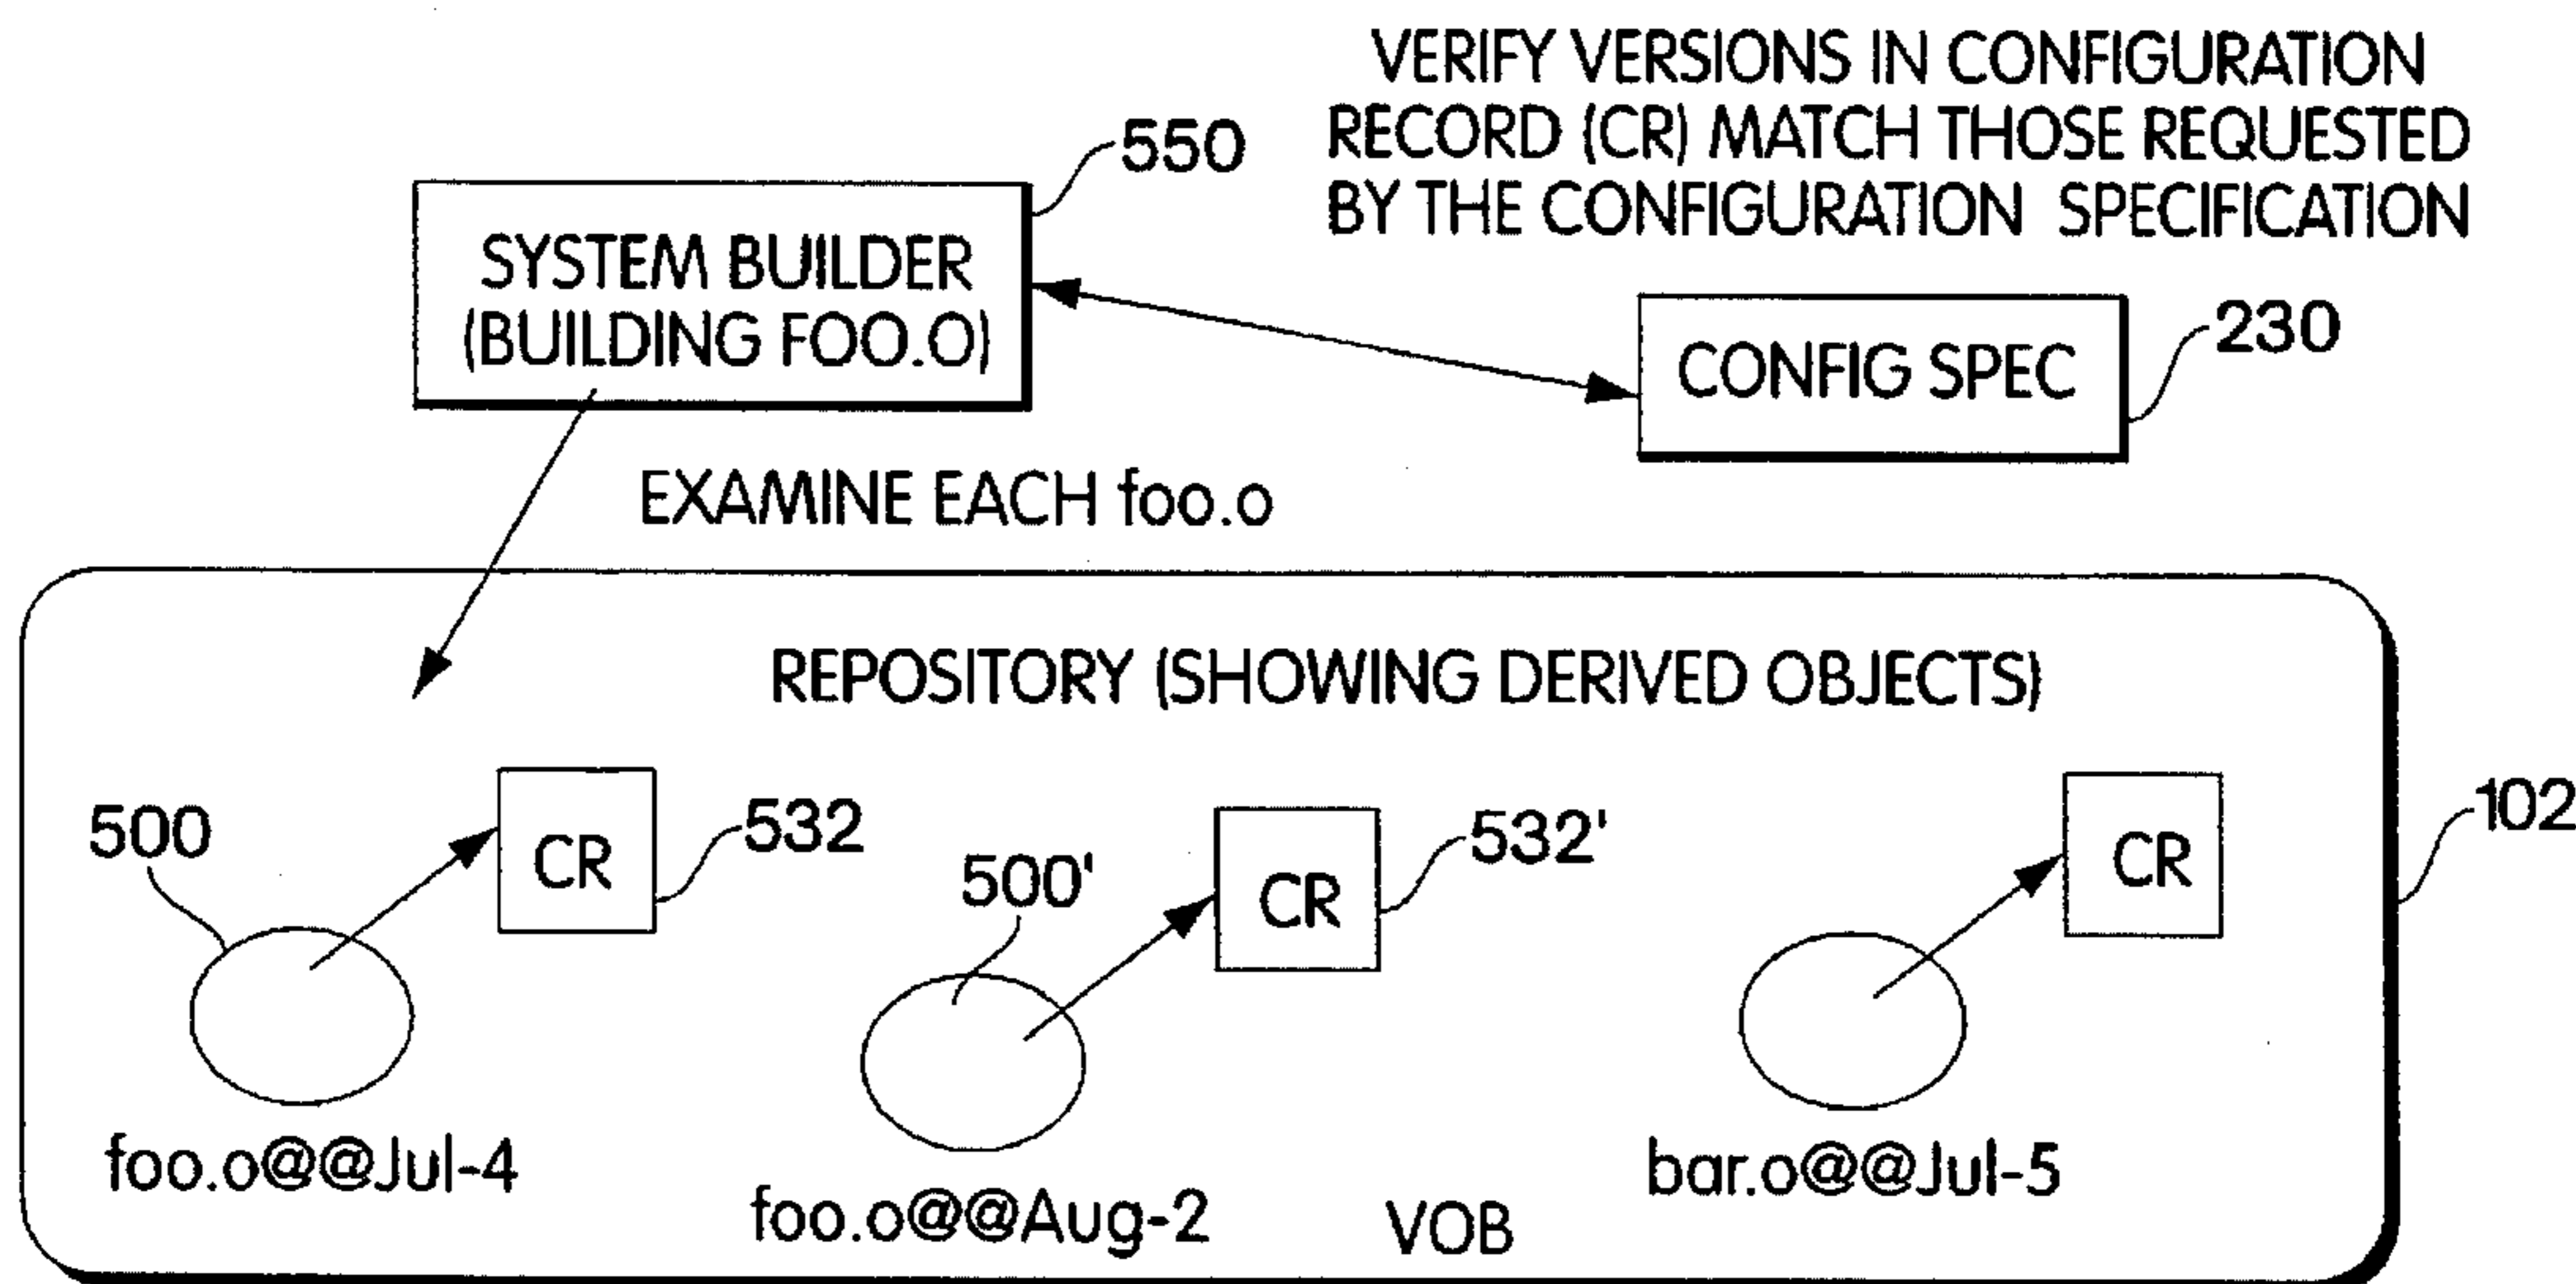 VERIFY VERSIONS IN CONFIGURATION
RECORD (CR) MATCH THOSE REQUESTED
BY THE CONFIGURATION SPECIFICATION
550
SYSTEM BUILDER
(BUILDING FOO.O)
230
CONFIG SPEC
EXAMINE EACH foo.o
REPOSITORY (SHOWING DERIVED OBJECTS)
102
500
CR
532
500'
CR
532'
CR
foo.o@@Jul-4
foo.o@@Aug-2
VOB
bar.o@@Jul-5